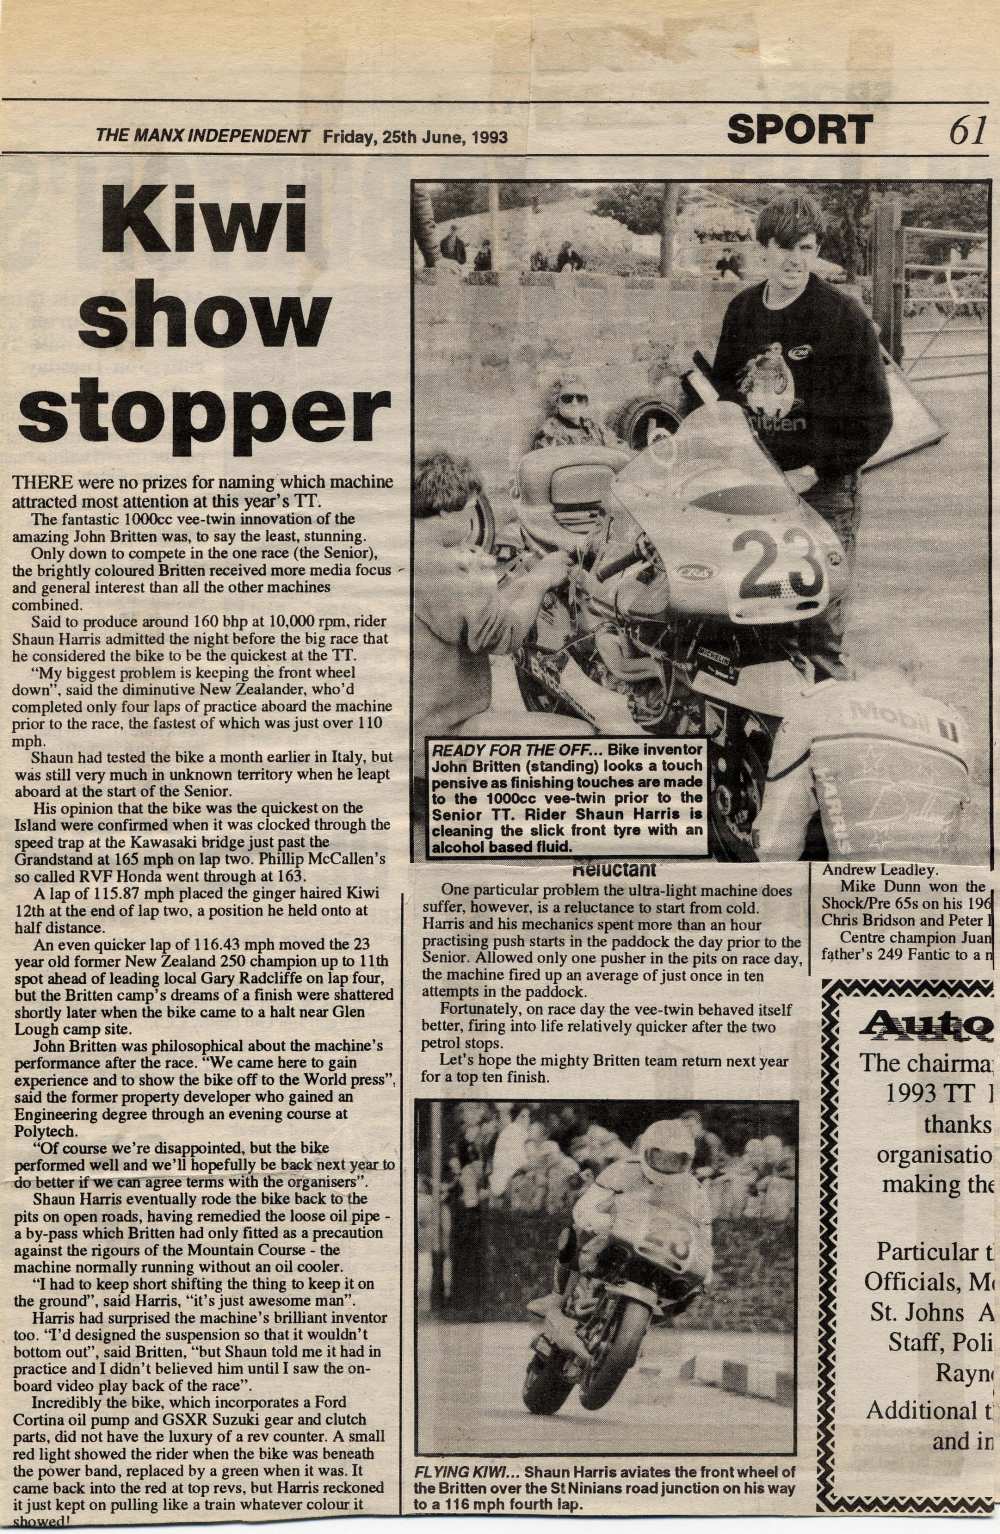 THE MANX INDEPENDENT Friday, 25th June, 1993
SPORT 61
Kiwi
show
stopper
THERE were no prizes for naming which machine
attracted most attention at this year's TT.
The fantastic 1000cc vee-twin innovation of the
amazing John Britten was, to say the least, stunning.
Only down to compete in the one race (the Senior),
the brightly coloured Britten received more media focus
and general interest than all the other machines
combined.
Said to produce around 160 bhp at 10,000 rpm, rider
Shaun Harris admitted the night before the big race that
he considered the bike to be the quickest at the TT.
"My biggest problem is keeping the front wheel
down", said the diminutive New Zealander, who'd
completed only four laps of practice aboard the machine
prior to the race, the fastest of which was just over 110
mph.
Shaun had tested the bike a month earlier in Italy, but
was still very much in unknown territory when he leapt
aboard at the start of the Senior.
His opinion that the bike was the quickest on the
Island were confirmed when it was clocked through the
speed trap at the Kawasaki bridge just past the
Grandstand at 165 mph on lap two. Phillip McCallen's
so called RVF Honda went through at 163.
A lap of 115.87 mph placed the ginger haired Kiwi
12th at the end of lap two, a position he held onto at
half distance.
An even quicker lap of 116.43 mph moved the 23
year old former New Zealand 250 champion up to 11th
spot ahead of leading local Gary Radcliffe on lap four,
but the Britten camp's dreams of a finish were shattered
shortly later when the bike came to a halt near Glen
Lough camp site.
John Britten was philosophical about the machine's
performance after the race. "We came here to gain
experience and to show the bike off to the World press",
said the former property developer who gained an
Engineering degree through an evening course at
Polytech.
"Of course we're disappointed, but the bike
performed well and we'll hopefully be back next year to
do better if we can agree terms with the organisers".
Shaun Harris eventually rode the bike back to the
pits on open roads, having remedied the loose oil pipe -
a by-pass which Britten had only fitted as a precaution
against the rigours of the Mountain Course - the
machine normally running without an oil cooler.
"I had to keep short shifting the thing to keep it on
the ground", said Harris, "it's just awesome man".
Harris had surprised the machine's brilliant inventor
too. "I'd designed the suspension so that it wouldn't
bottom out", said Britten, "but Shaun told me it had in
practice and I didn't believed him until I saw the on-
board video play back of the race".
Incredibly the bike, which incorporates a Ford
Cortina oil pump and GSXR Suzuki gear and clutch
parts, did not have the luxury of a rev counter. A small
red light showed the rider when the bike was beneath
the power band, replaced by a green when it was. It
came back into the red at top revs, but Harris reckoned
it just kept on pulling like a train whatever colour it
showed!
itten
23
MICHELIN
Mobil 1
HARRIS
READY FOR THE OFF... Bike inventor
John Britten (standing) looks a touch
pensive as finishing touches are made
to the 1000cc vee-twin prior to the
Senior TT. Rider Shaun Harris is
cleaning the slick front tyre with an
alcohol based fluid.
Reluctant
One particular problem the ultra-light machine does
suffer, however, is a reluctance to start from cold.
Harris and his mechanics spent more than an hour
practising push starts in the paddock the day prior to the
Senior. Allowed only one pusher in the pits on race day,
the machine fired up an average of just once in ten
attempts in the paddock.
Fortunately, on race day the vee-twin behaved itself
better, firing into life relatively quicker after the two
petrol stops.
Let's hope the mighty Britten team return next year
for a top ten finish.
FLYING KIWI... Shaun Harris aviates the front wheel of
the Britten over the St Ninians road junction on his way
to a 116 mph fourth lap.
Andrew Leadley.
Mike Dunn won the
Shock/Pre 65s on his 196
Chris Bridson and Peter
Centre champion Juan
father's 249 Fantic to a
Auto
The chairma
1993 TT
thanks
organisatio
making the
Particular t
Officials, M
St. Johns A
Staff, Poli
Rayn
Additional t
and in